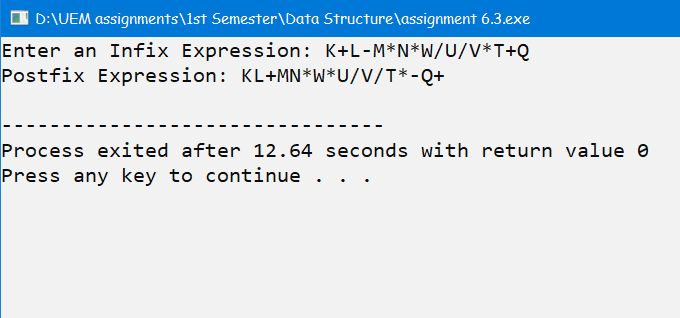 D:\UEM assignments\1st Semester\Data Structure\assignment 6.3.exe
Enter an Infix Expression: K+L-M*N*W/U/V*T+Q
Postfix Expression: KL+MN*W*U/V/T*-Q+
--------------------------------
Process exited after 12.64 seconds with return value 0
Press any key to continue . . .